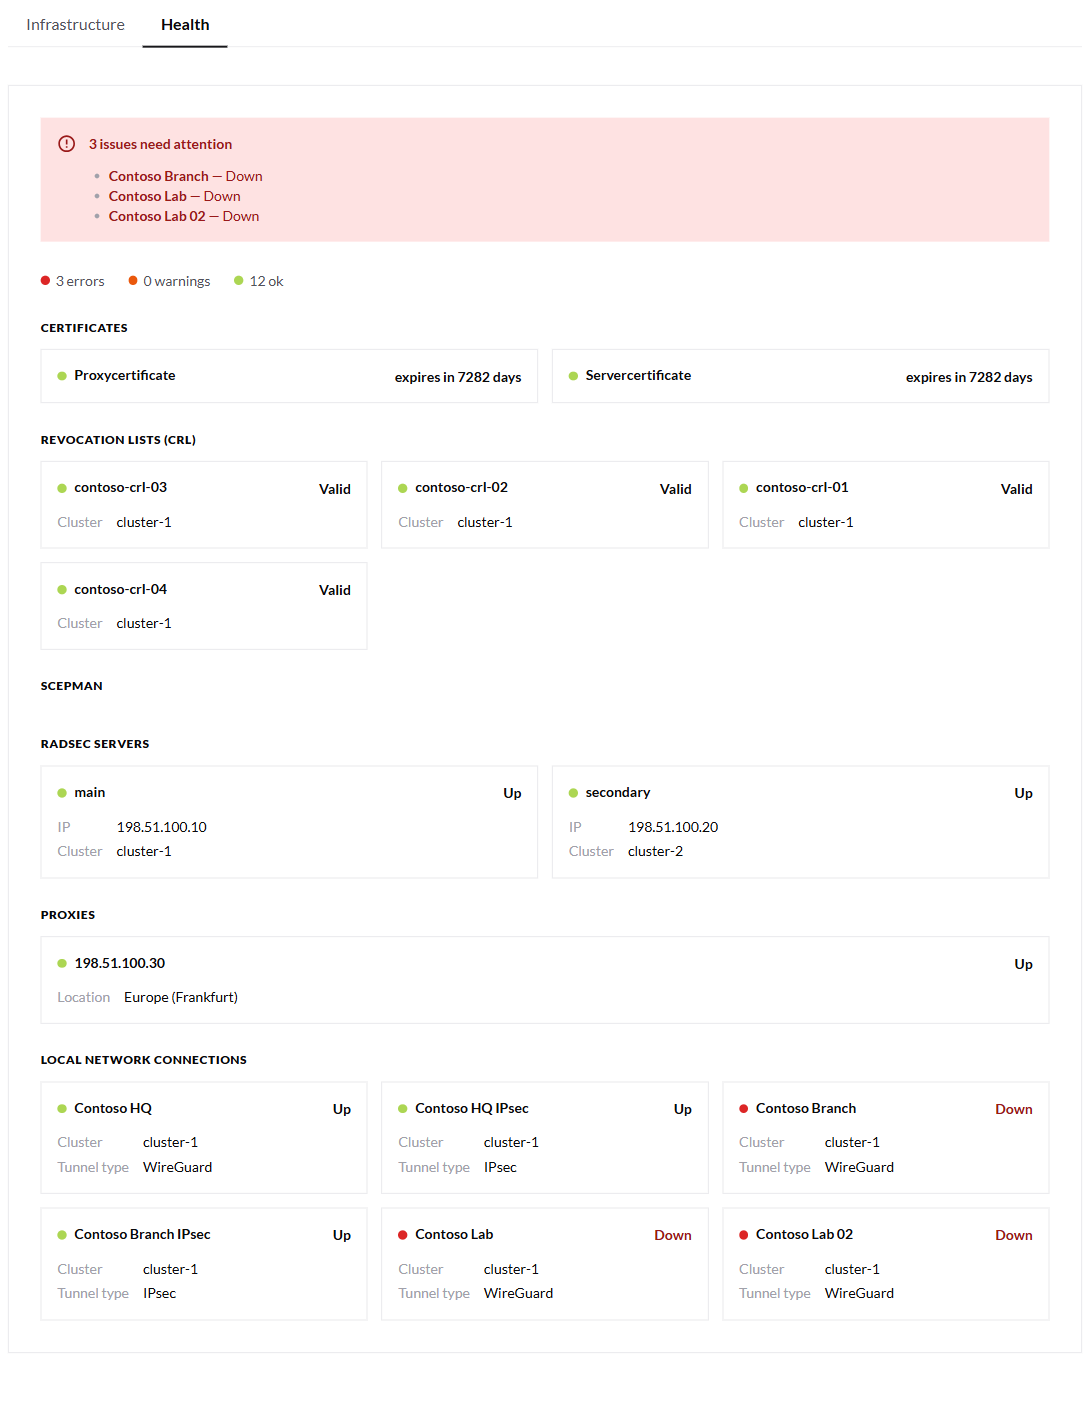 Infrastructure Health
3 issues need attention
Contoso Branch — Down
Contoso Lab — Down
Contoso Lab 02 — Down
3 errors 0 warnings 12 ok
CERTIFICATES
Proxycertificate expires in 7282 days Servercertificate expires in 7282 days
REVOCATION LISTS (CRL)
contoso-crl-03 Valid contoso-crl-02 Valid contoso-crl-01 Valid
Cluster cluster-1 Cluster cluster-1 Cluster cluster-1
contoso-crl-04 Valid
Cluster cluster-1
SCEPMAN
RADSEC SERVERS
main Up secondary Up
IP 198.51.100.10 IP 198.51.100.20
Cluster cluster-1 Cluster cluster-2
PROXIES
198.51.100.30 Up
Location Europe (Frankfurt)
LOCAL NETWORK CONNECTIONS
Contoso HQ Up Contoso HQ IPsec Up Contoso Branch Down
Cluster cluster-1 Cluster cluster-1 Cluster cluster-1
Tunnel type WireGuard Tunnel type IPsec Tunnel type WireGuard
Contoso Branch IPsec Up Contoso Lab Down Contoso Lab 02 Down
Cluster cluster-1 Cluster cluster-1 Cluster cluster-1
Tunnel type IPsec Tunnel type WireGuard Tunnel type WireGuard